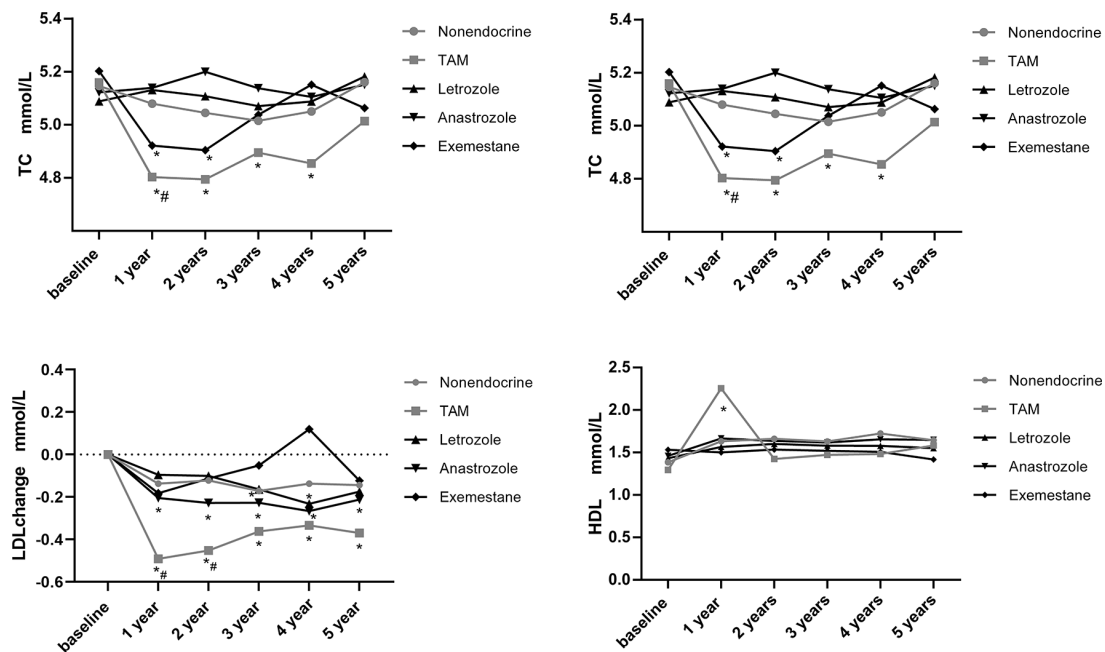 5.4
5.2
5.0
4.8
TC mmol/L
baseline
1 year
2 years
3 years
4 years
5 years
*
*
*
*
*#
*
Nonendocrine
TAM
Letrozole
Anastrozole
Exemestane
5.4
5.2
5.0
4.8
TC mmol/L
baseline
1 year
2 years
3 years
4 years
5 years
*
*
*
*
*#
*
Nonendocrine
TAM
Letrozole
Anastrozole
Exemestane
0.4
0.2
0.0
-0.2
-0.4
-0.6
LDLchange mmol/L
baseline
1 year
2 year
3 year
4 year
5 year
*
*
*
*
*
*
*
*#
*#
*
*
*
Nonendocrine
TAM
Letrozole
Anastrozole
Exemestane
2.5
2.0
1.5
1.0
0.5
0.0
HDL mmol/L
baseline
1 year
2 years
3 years
4 years
5 years
*
Nonendocrine
TAM
Letrozole
Anastrozole
Exemestane